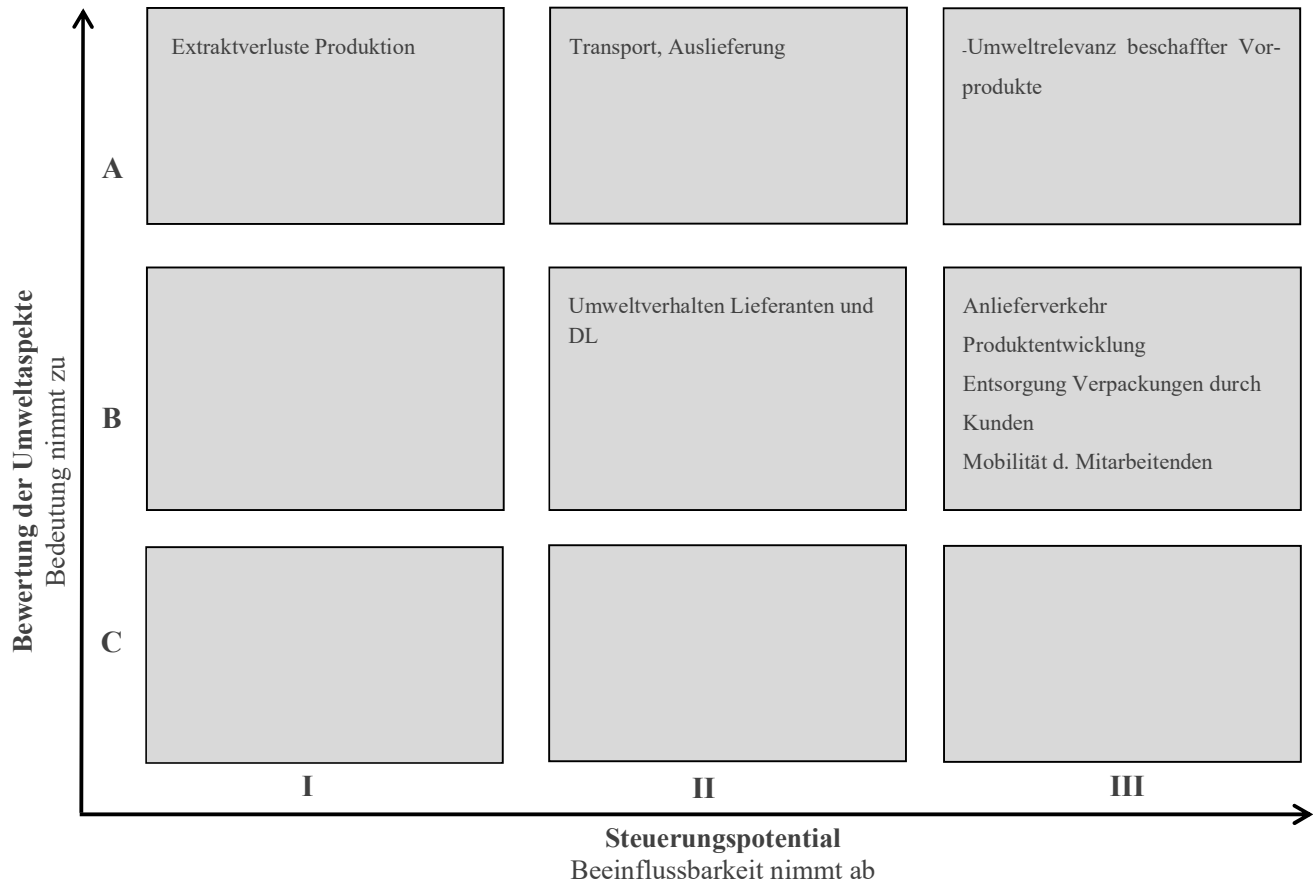 Bewertung der Umweltaspekte
Bedeutung nimmt zu
A
Extraktverluste Produktion
Transport, Auslieferung
-Umweltrelevanz beschaffter Vor-
produkte
B
Umweltverhalten Lieferanten und
DL
Anlieferverkehr
Produktentwicklung
Entsorgung Verpackungen durch
Kunden
Mobilität d. Mitarbeitenden
C
I
II
III
Steuerungspotential
Beeinflussbarkeit nimmt ab